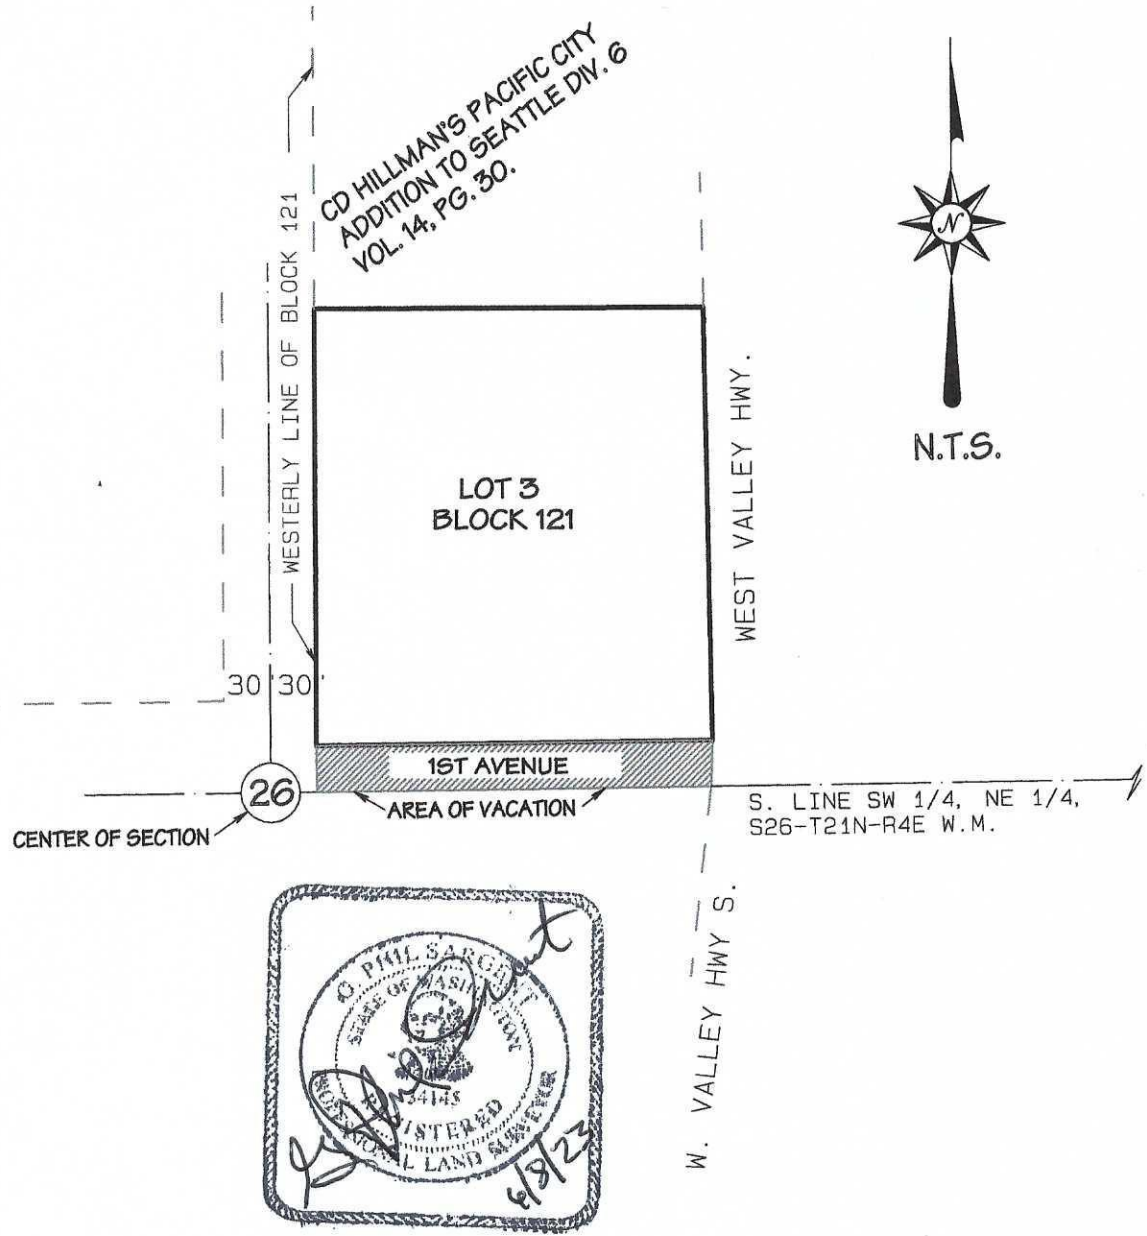 CD HILLMAN'S PACIFIC CITY
ADDITION TO SEATTLE DIV. 6
VOL. 14, PG. 30.
WESTERLY LINE OF BLOCK 121
N
N.T.S.
LOT 3
BLOCK 121
WEST VALLEY HWY.
30' 30'
1ST AVENUE
26
AREA OF VACATION
CENTER OF SECTION
S. LINE SW 1/4, NE 1/4,
S26-T21N-R4E W.M.
W. VALLEY HWY S.
G. PHIL SARGENT
STATE OF WASHINGTON
34145
REGISTERED
PROFESSIONAL LAND SURVEYOR
6/8/23